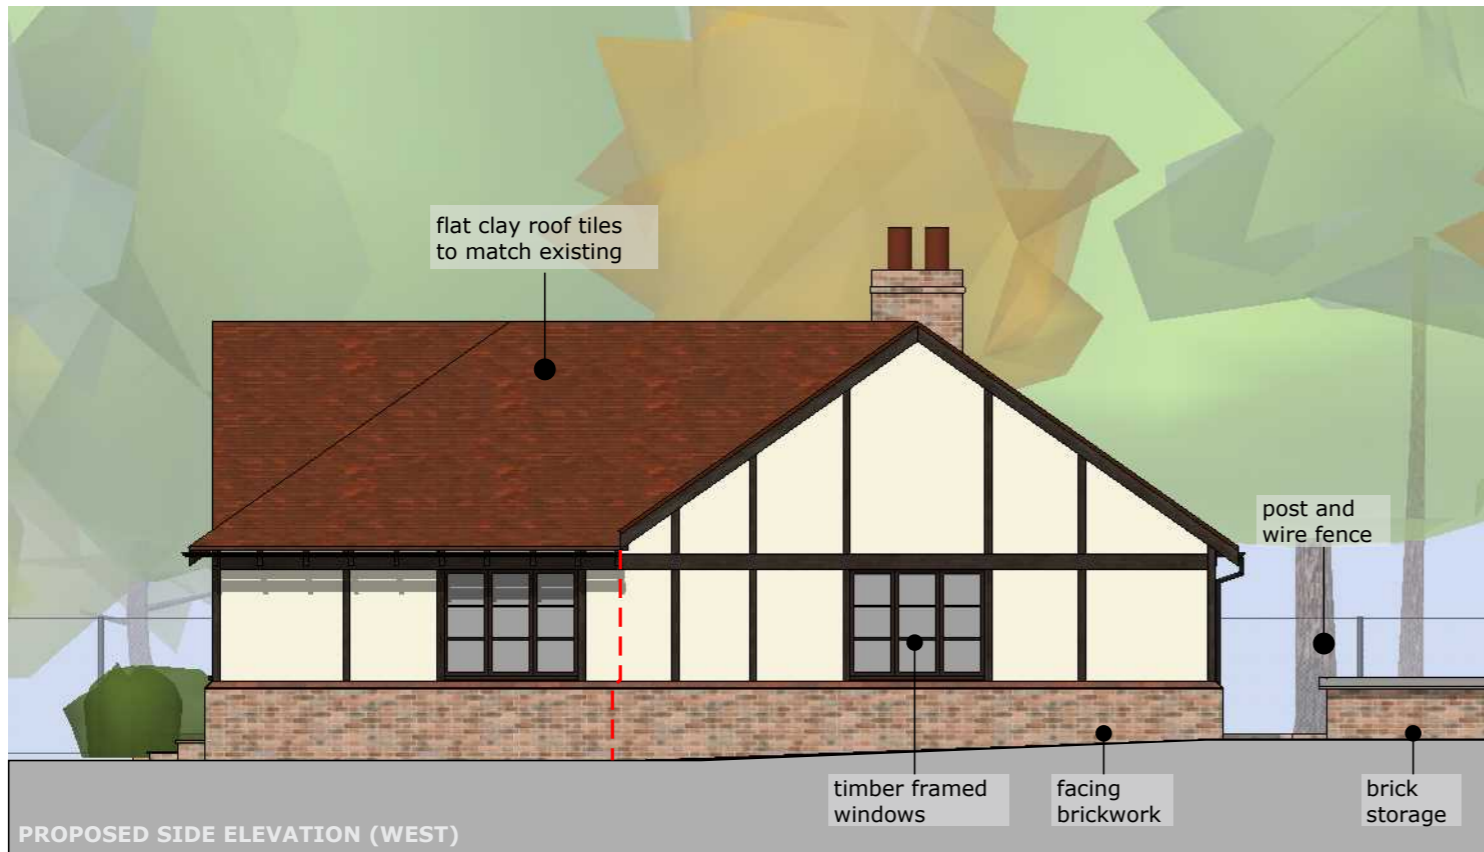 flat clay roof tiles
to match existing
post and
wire fence
timber framed
windows
facing
brickwork
brick
storage
PROPOSED SIDE ELEVATION (WEST)